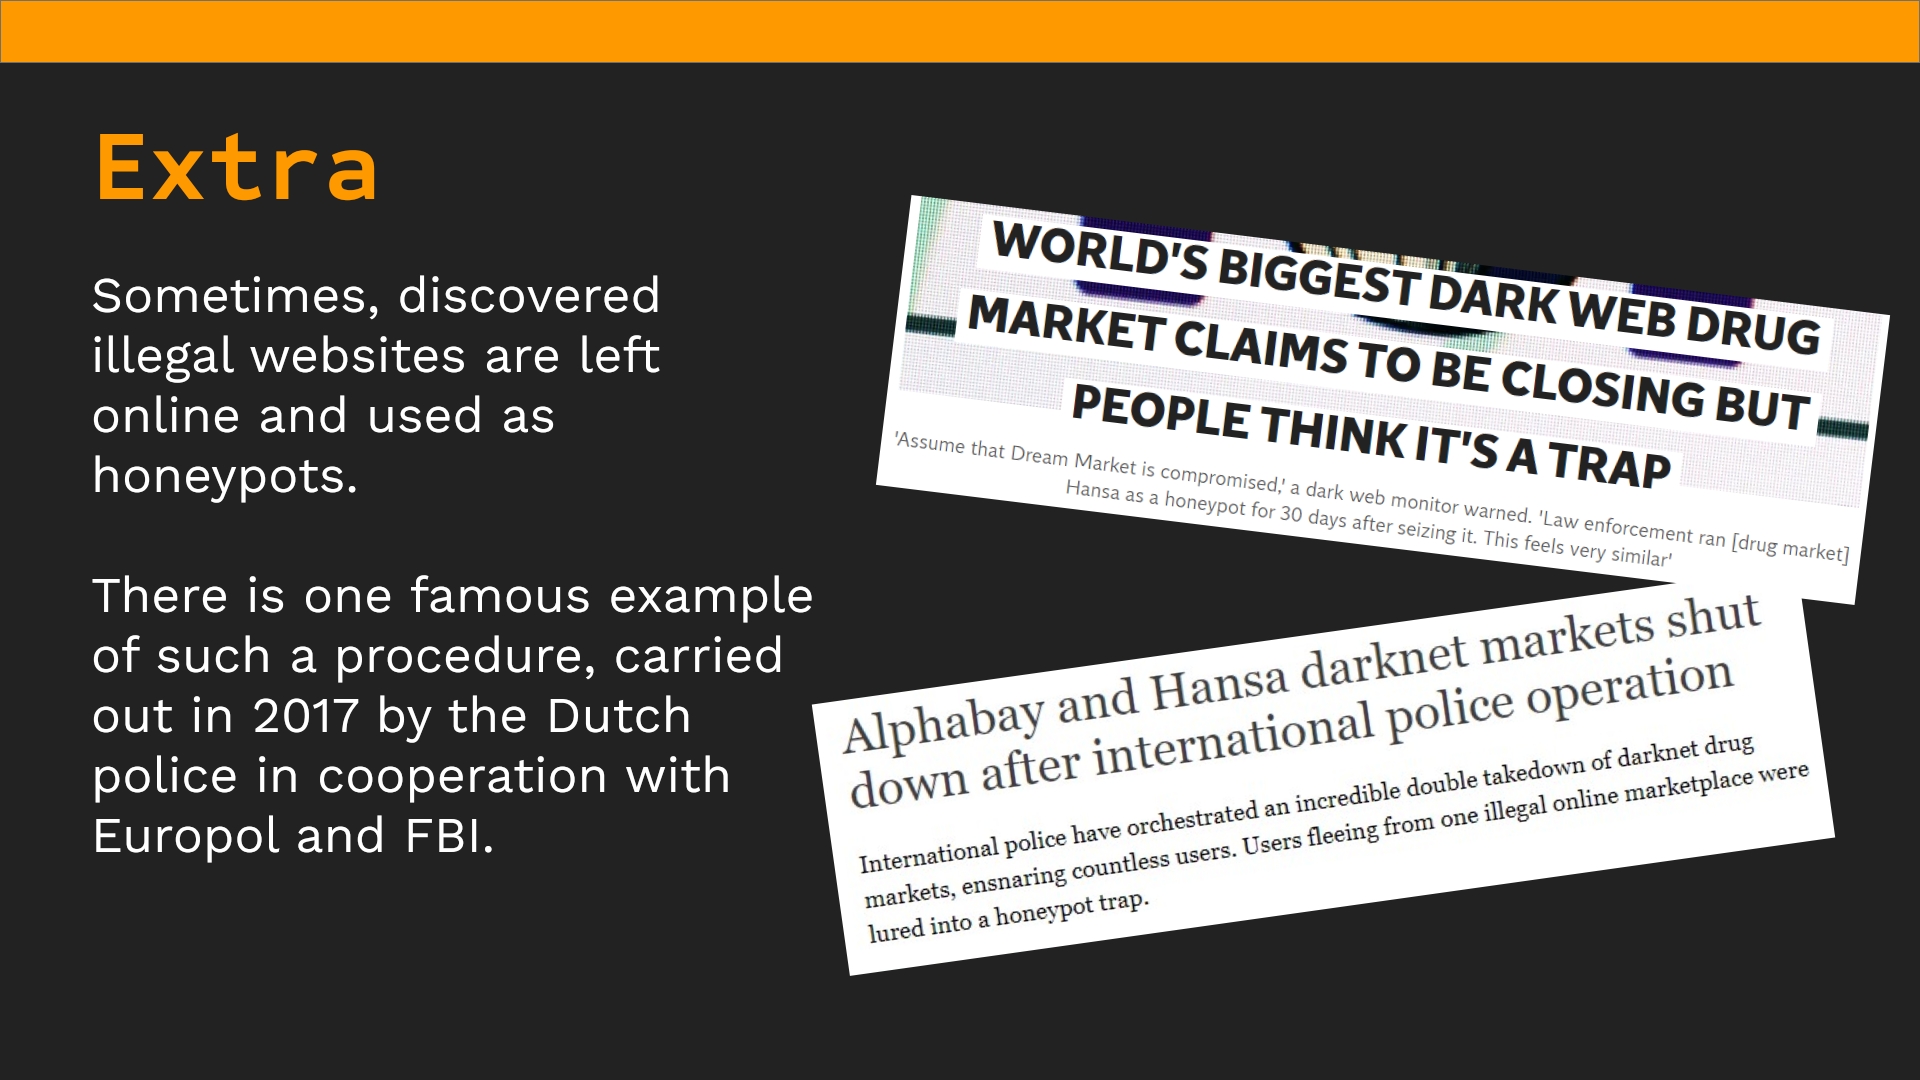 Extra
Sometimes, discovered
illegal websites are left
online and used as
honeypots.
There is one famous example
of such a procedure, carried
out in 2017 by the Dutch
police in cooperation with
Europol and FBI.
WORLD'S BIGGEST DARK WEB DRUG
MARKET CLAIMS TO BE CLOSING BUT
PEOPLE THINK IT'S A TRAP
'Assume that Dream Market is compromised,' a dark web monitor warned. 'Law enforcement ran [drug market]
Hansa as a honeypot for 30 days after seizing it. This feels very similar'
Alphabay and Hansa darknet markets shut
down after international police operation
International police have orchestrated an incredible double takedown of darknet drug
markets, ensnaring countless users. Users fleeing from one illegal online marketplace were
lured into a honeypot trap.